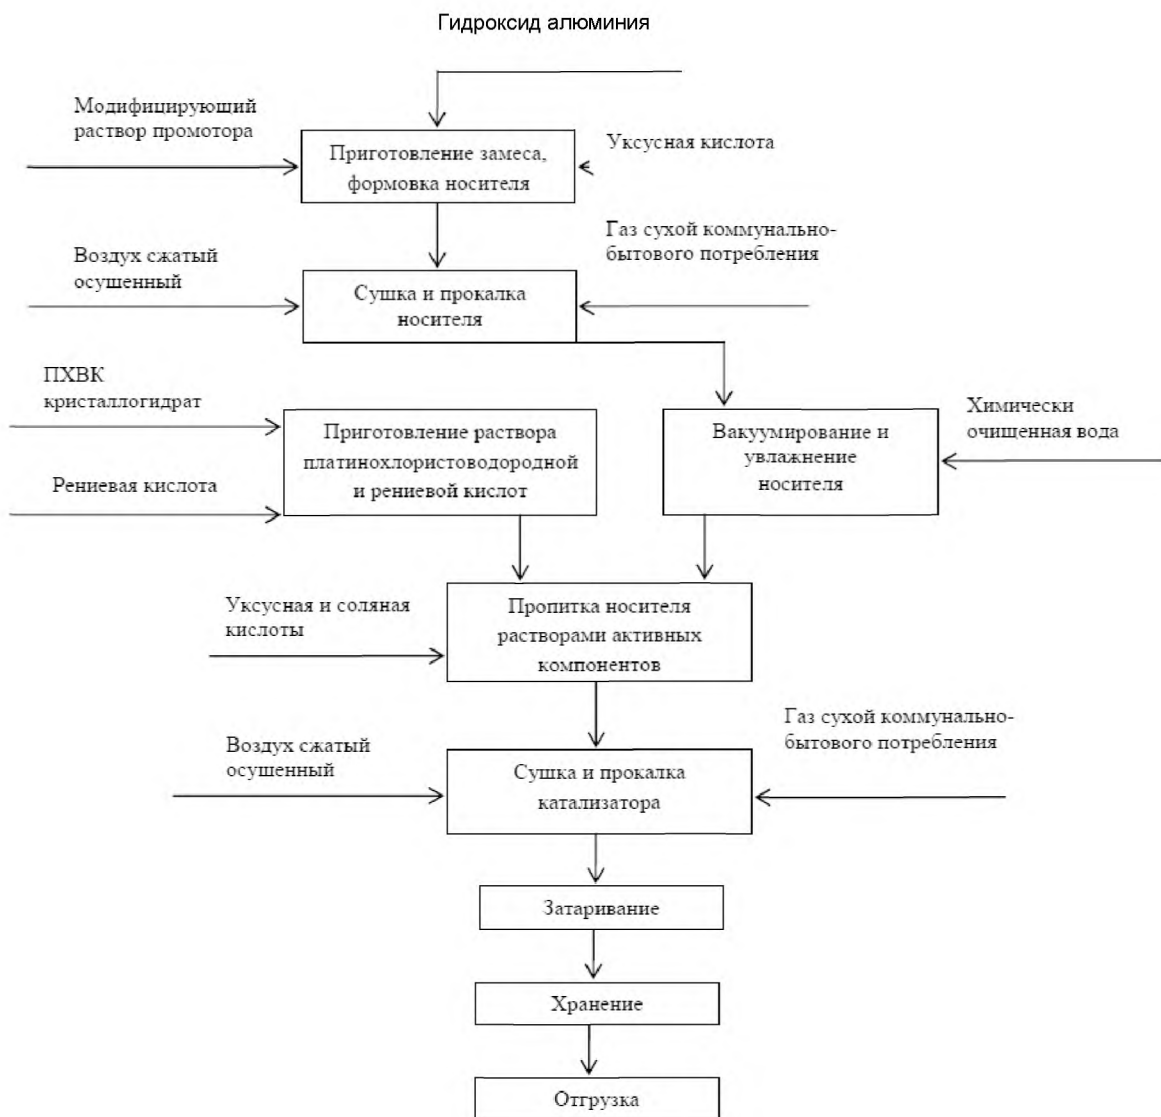 Гидроксид алюминия
Модифицирующий
раствор промотора
Приготовление замеса,
формовка носителя
Уксусная кислота
Воздух сжатый
осушенный
Сушка и прокалка
носителя
Газ сухой коммунально-
бытового потребления
ПХВК
кристаллогидрат
Рениевая кислота
Приготовление раствора
платинохлористоводородной
и рениевой кислот
Вакуумирование и
увлажнение
носителя
Химически
очищенная вода
Уксусная и соляная
кислоты
Пропитка носителя
растворами активных
компонентов
Воздух сжатый
осушенный
Сушка и прокалка
катализатора
Газ сухой коммунально-
бытового потребления
Затаривание
Хранение
Отгрузка